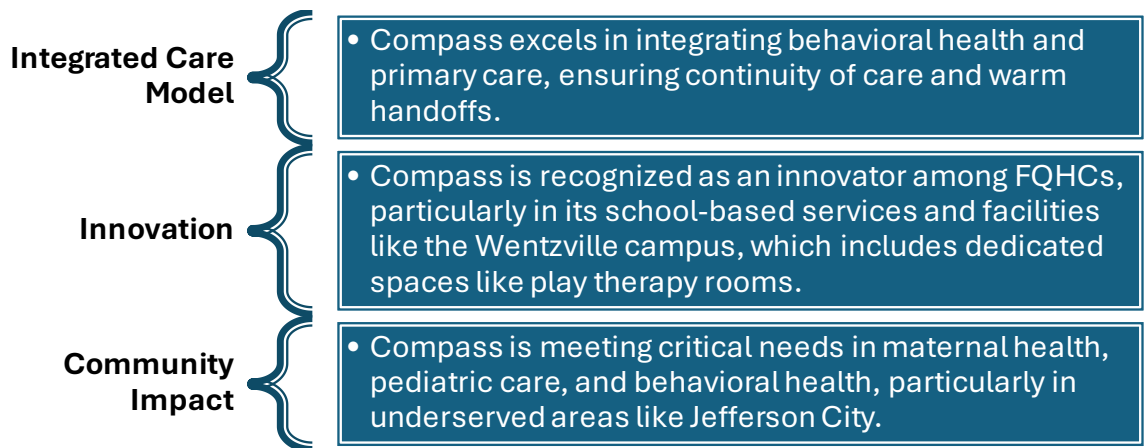 Integrated Care
Model
• Compass excels in integrating behavioral health and
primary care, ensuring continuity of care and warm
handoffs.
Innovation
• Compass is recognized as an innovator among FQHCs,
particularly in its school-based services and facilities
like the Wentzville campus, which includes dedicated
spaces like play therapy rooms.
Community
Impact
• Compass is meeting critical needs in maternal health,
pediatric care, and behavioral health, particularly in
underserved areas like Jefferson City.